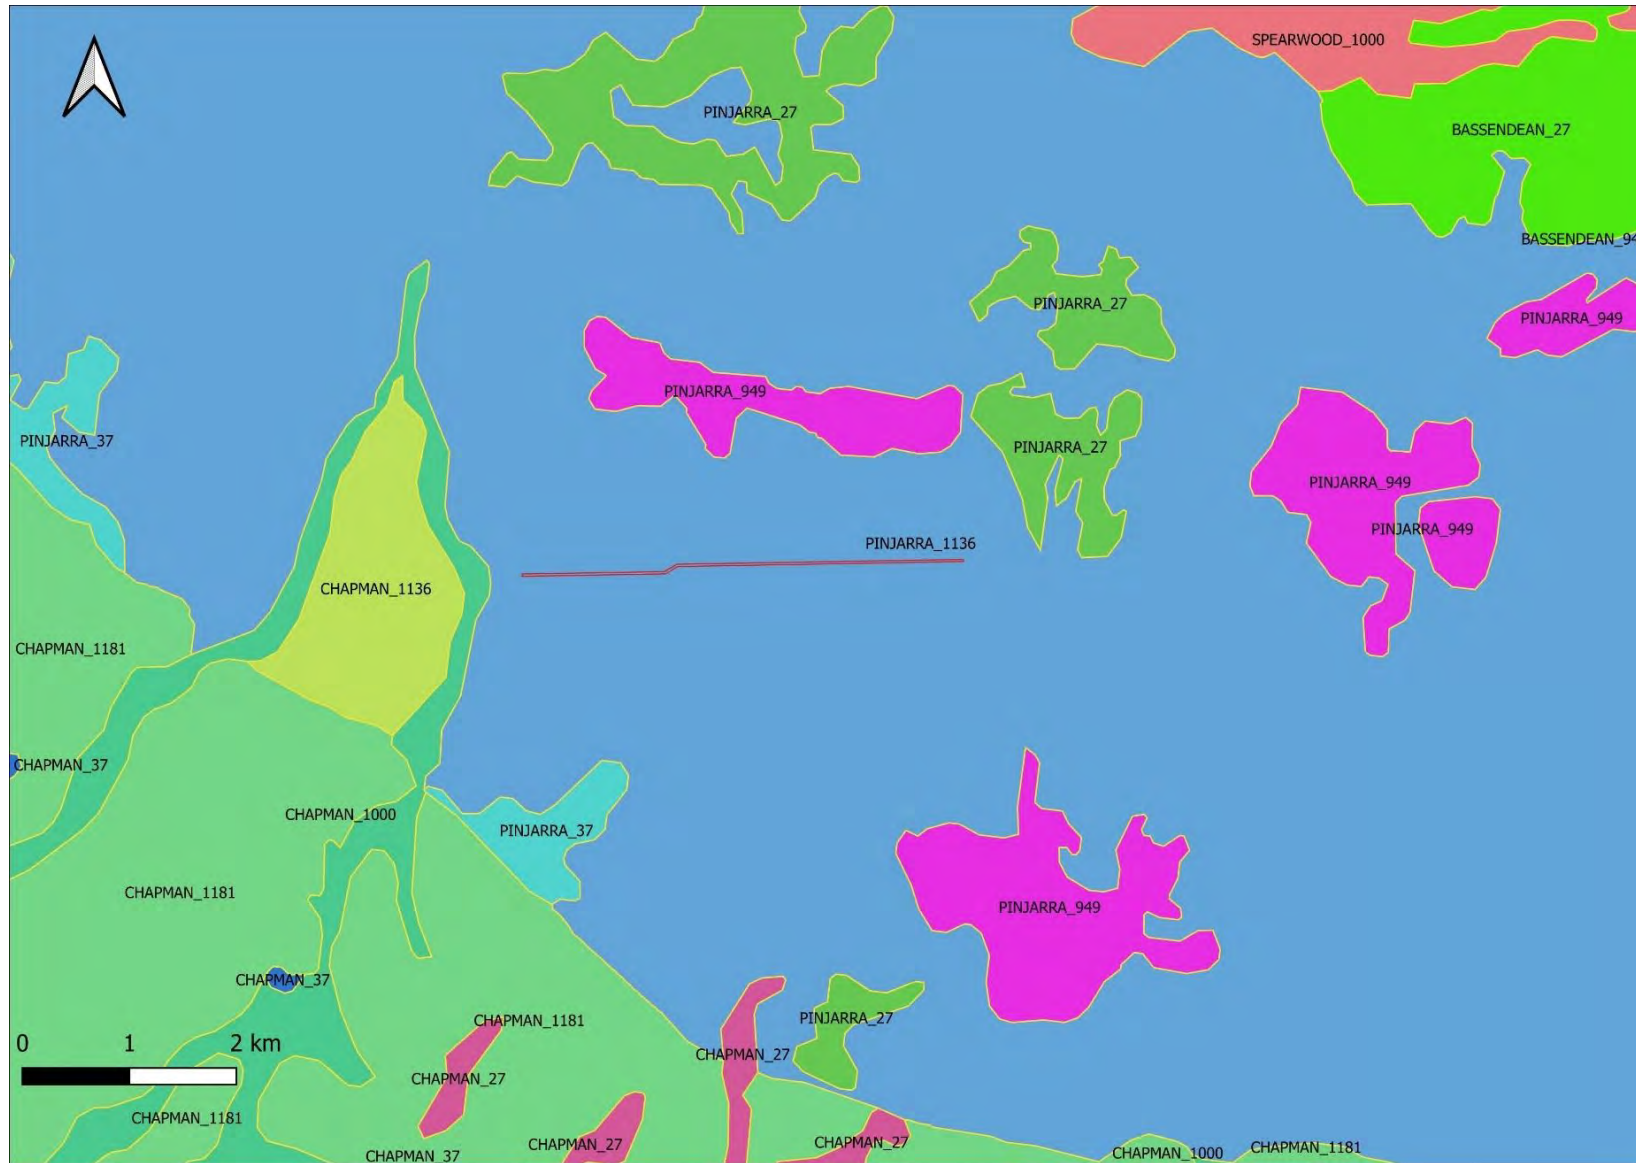 SPEARWOOD_1000
PINJARRA_27
BASSENDEAN_27
BASSENDEAN_94
PINJARRA_27
PINJARRA_949
PINJARRA_949
PINJARRA_37
PINJARRA_27
PINJARRA_949
PINJARRA_949
PINJARRA_1136
CHAPMAN_1136
CHAPMAN_1181
CHAPMAN_37
CHAPMAN_1000
PINJARRA_37
CHAPMAN_1181
PINJARRA_949
CHAPMAN_37
PINJARRA_27
CHAPMAN_1181
0 1 2 km
CHAPMAN_27
CHAPMAN_27
CHAPMAN_1181
CHAPMAN_27
CHAPMAN_27
CHAPMAN_1181
CHAPMAN_1000
CHAPMAN_37